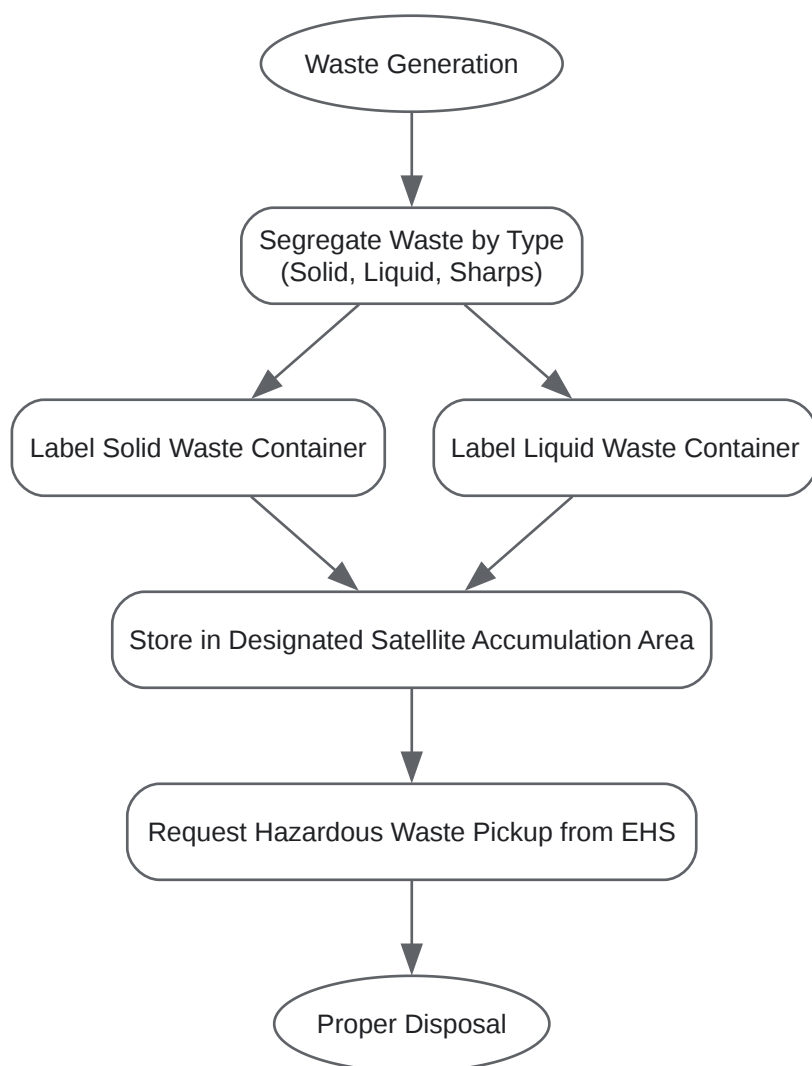 Waste Generation
Segregate Waste by Type
(Solid, Liquid, Sharps)
Label Solid Waste Container
Label Liquid Waste Container
Store in Designated Satellite Accumulation Area
Request Hazardous Waste Pickup from EHS
Proper Disposal